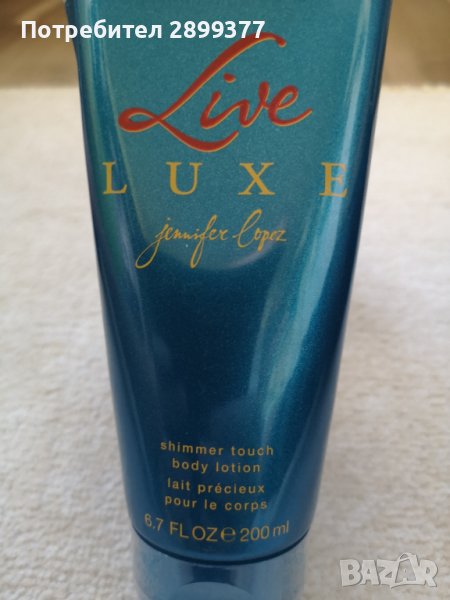 Потребител 2899377
Live
LUXE
jennifer lopez
shimmer touch
body lotion
lait précieux
pour le corps
6.7 FL OZ e 200 ml
BAZAR